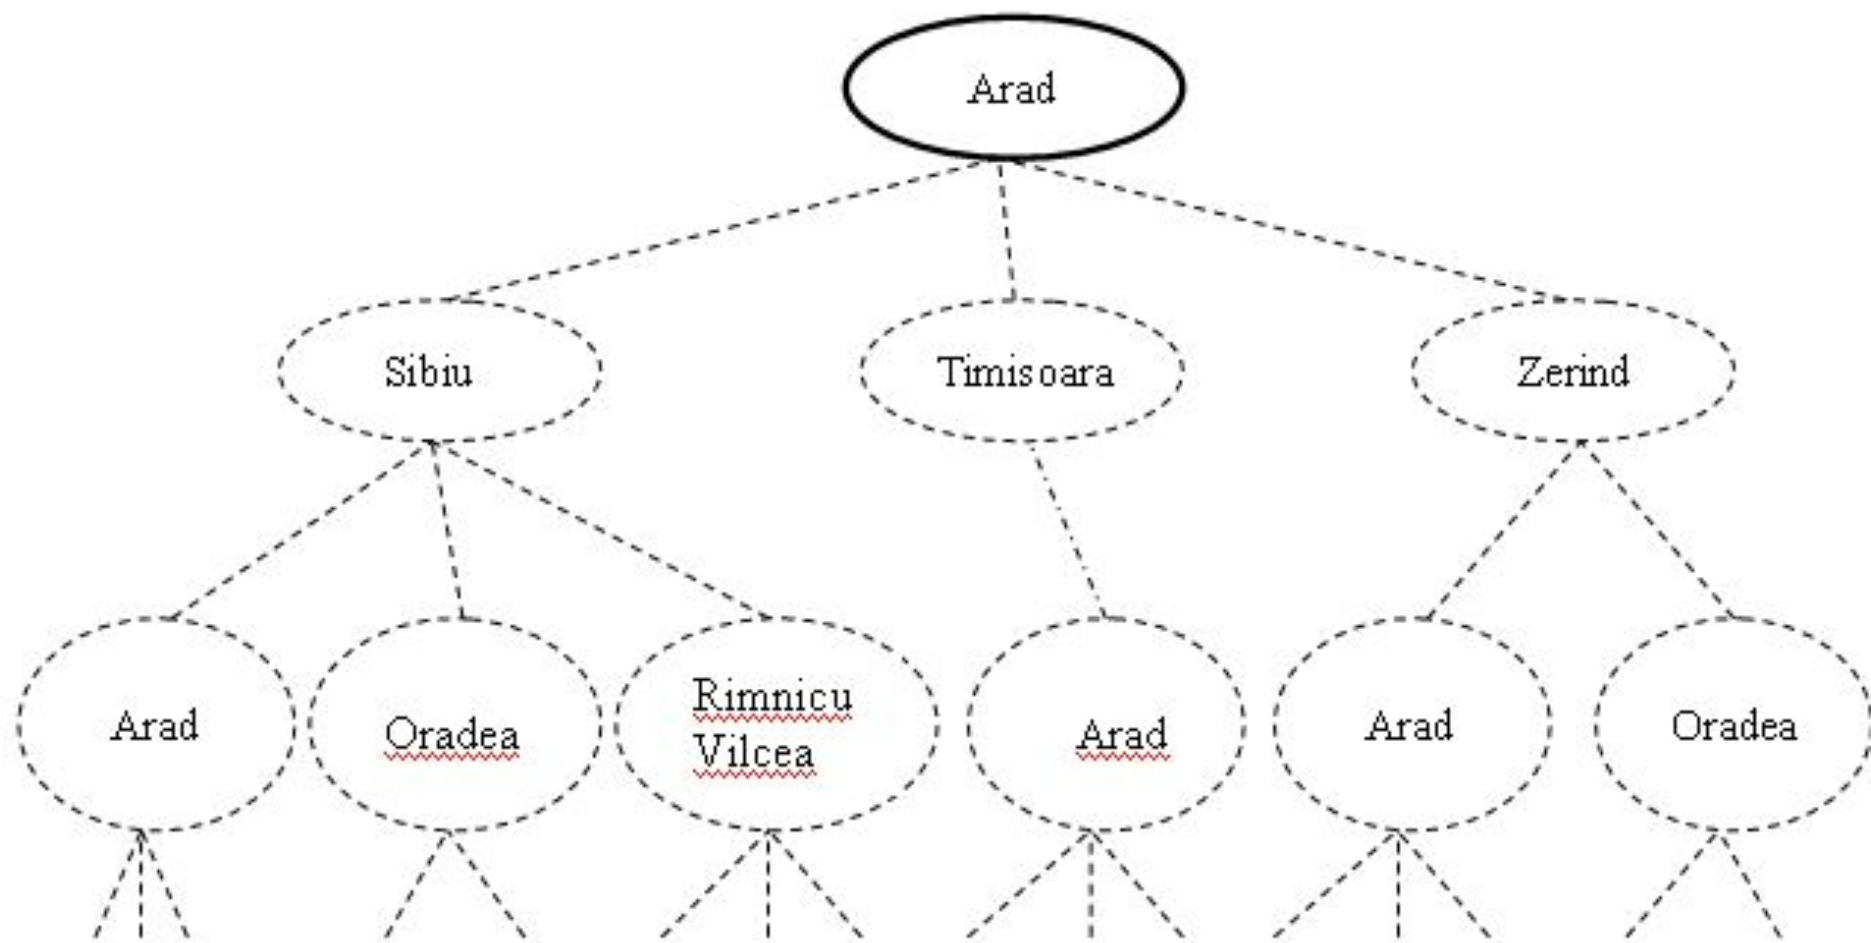 Arad
Sibiu
Timisoara
Zerind
Arad
Oradea
Rimnicu
Vilcea
Arad
Arad
Oradea